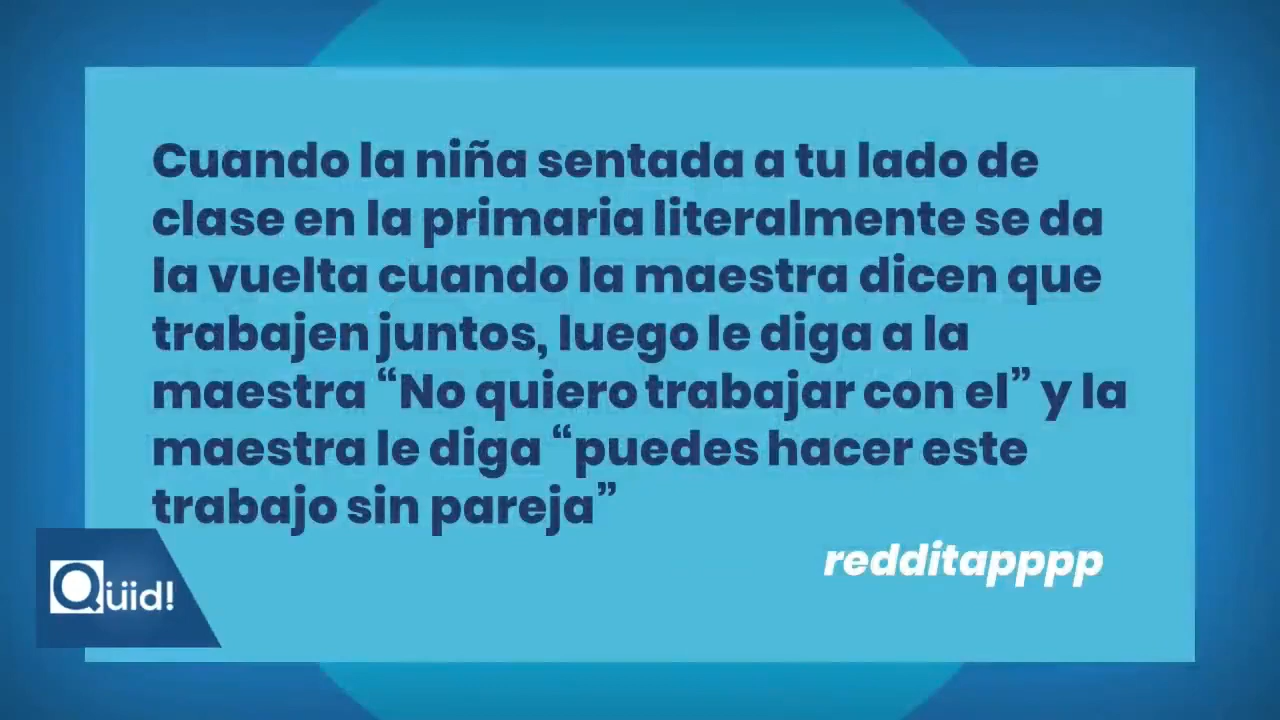 Cuando la niña sentada a tu lado de
clase en la primaria literalmente se da
la vuelta cuando la maestra dicen que
trabajen juntos, luego le diga a la
maestra “No quiero trabajar con el” y la
maestra le diga “puedes hacer este
trabajo sin pareja”
redditapppp
Qüid!